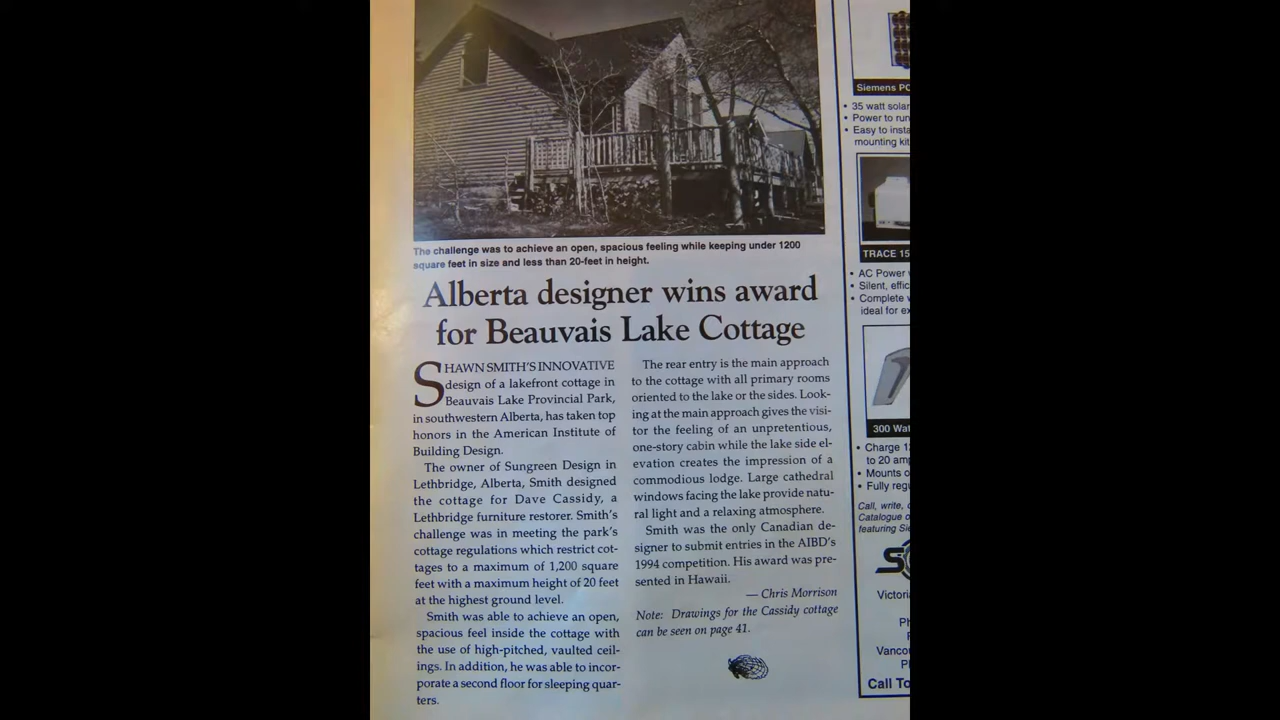 The challenge was to achieve an open, spacious feeling while keeping under 1200
square feet in size and less than 20-feet in height.
Alberta designer wins award
for Beauvais Lake Cottage
SHAWN SMITH'S INNOVATIVE
design of a lakefront cottage in
Beauvais Lake Provincial Park,
in southwestern Alberta, has taken top
honors in the American Institute of
Building Design.
The owner of Sungreen Design in
Lethbridge, Alberta, Smith designed
the cottage for Dave Cassidy, a
Lethbridge furniture restorer. Smith's
challenge was in meeting the park's
cottage regulations which restrict cot-
tages to a maximum of 1,200 square
feet with a maximum height of 20 feet
at the highest ground level.
Smith was able to achieve an open,
spacious feel inside the cottage with
the use of high-pitched, vaulted ceil-
ings. In addition, he was able to incor-
porate a second floor for sleeping quar-
ters.
The rear entry is the main approach
to the cottage with all primary rooms
oriented to the lake or the sides. Look-
ing at the main approach gives the visi-
tor the feeling of an unpretentious,
one-story cabin while the lake side el-
evation creates the impression of a
commodious lodge. Large cathedral
windows facing the lake provide natu-
ral light and a relaxing atmosphere.
Smith was the only Canadian de-
signer to submit entries in the AIBD's
1994 competition. His award was pre-
sented in Hawaii.
— Chris Morrison
Note: Drawings for the Cassidy cottage
can be seen on page 41.
Siemens PC
• 35 watt solar
• Power to run
• Easy to insta
mounting kit
TRACE 15
• AC Power
• Silent, effic
• Complete
ideal for ex
300 Wat
• Charge 1
to 20 amp
• Mounts o
• Fully regu
Call, write,
Catalogue o
featuring Si
Victoria
Ph
Vancou
P
Call To